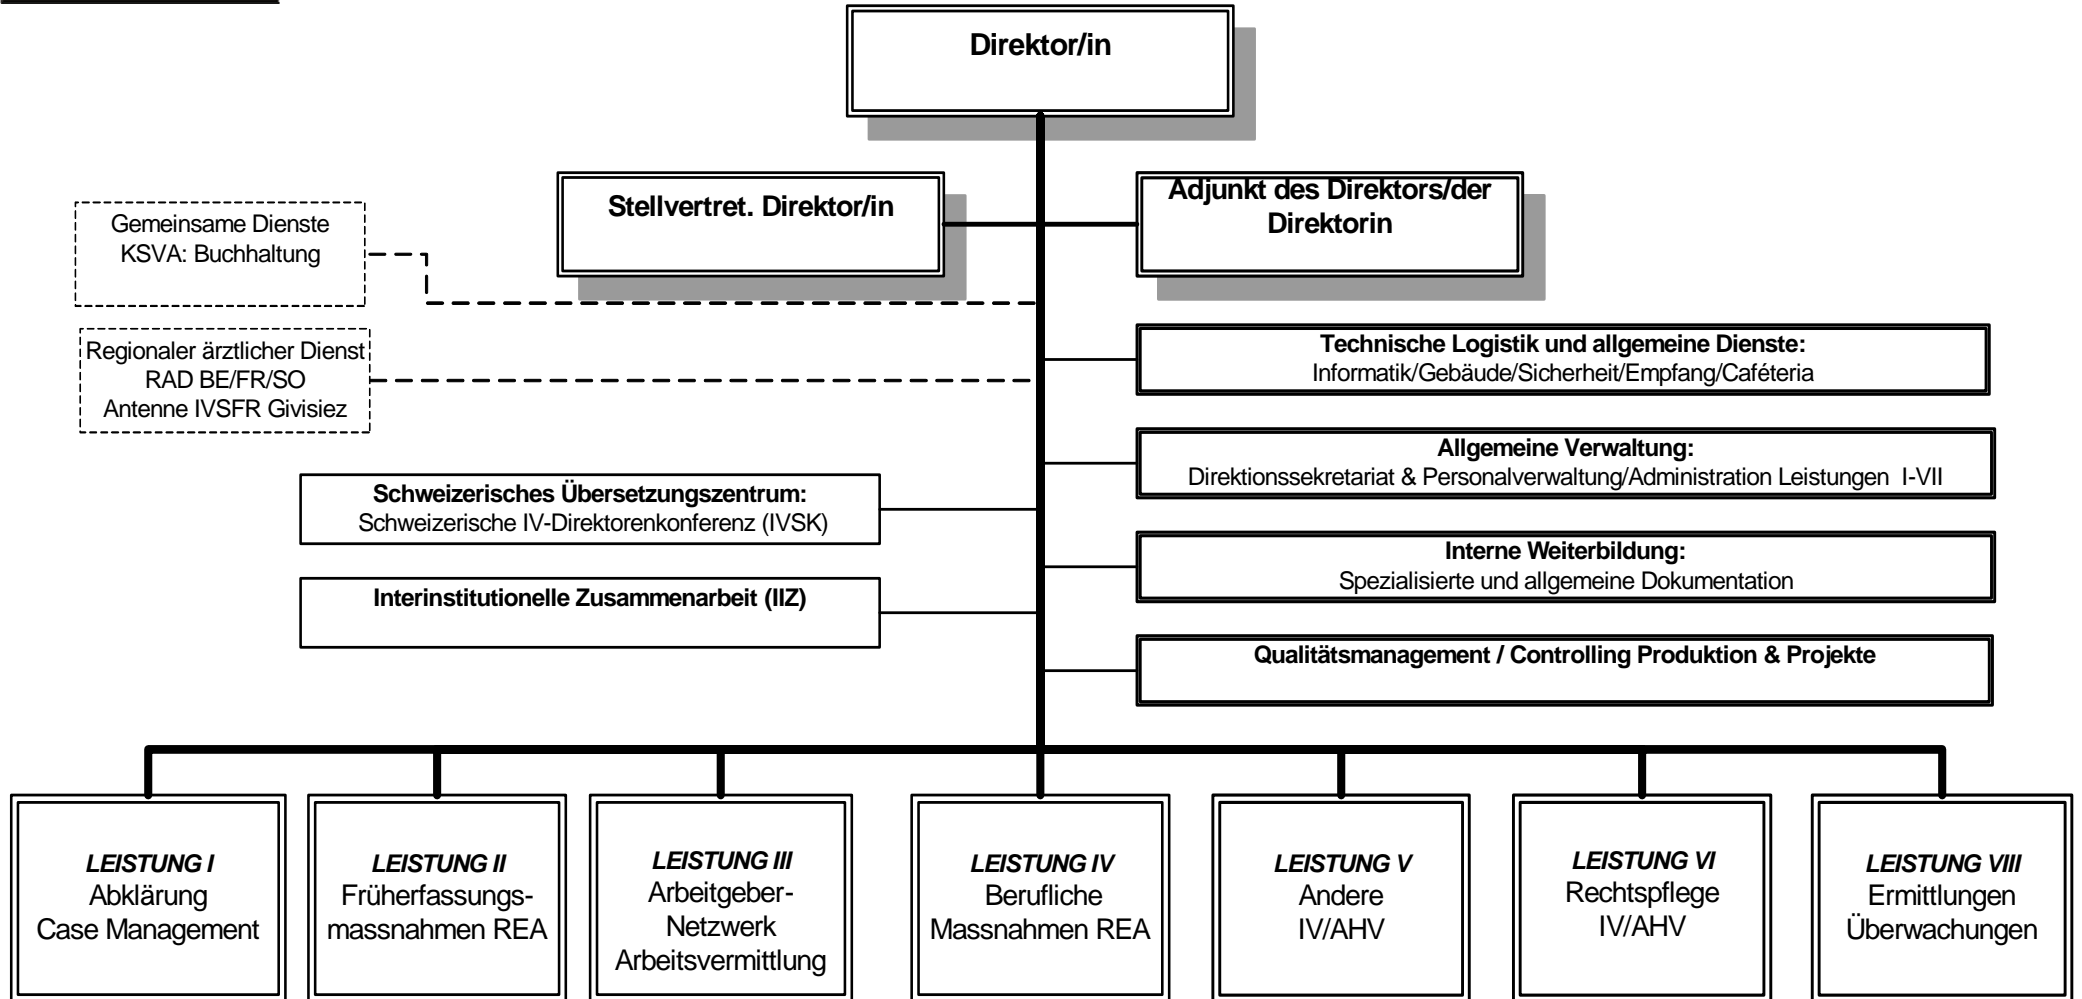 Direktor/in
Stellvertret. Direktor/in
Adjunkt des Direktors/der
Direktorin
Gemeinsame Dienste
KSVA: Buchhaltung
Regionaler ärztlicher Dienst
RAD BE/FR/SO
Antenne IVSFR Givisiez
Technische Logistik und allgemeine Dienste:
Informatik/Gebäude/Sicherheit/Empfang/Caféteria
Allgemeine Verwaltung:
Direktionssekretariat & Personalverwaltung/Administration Leistungen I-VII
Schweizerisches Übersetzungszentrum:
Schweizerische IV-Direktorenkonferenz (IVSK)
Interne Weiterbildung:
Spezialisierte und allgemeine Dokumentation
Interinstitutionelle Zusammenarbeit (IIZ)
Qualitätsmanagement / Controlling Produktion & Projekte
LEISTUNG I
Abklärung
Case Management
LEISTUNG II
Früherfassungs-
massnahmen REA
LEISTUNG III
Arbeitgeber-
Netzwerk
Arbeitsvermittlung
LEISTUNG IV
Berufliche
Massnahmen REA
LEISTUNG V
Andere
IV/AHV
LEISTUNG VI
Rechtspflege
IV/AHV
LEISTUNG VIII
Ermittlungen
Überwachungen